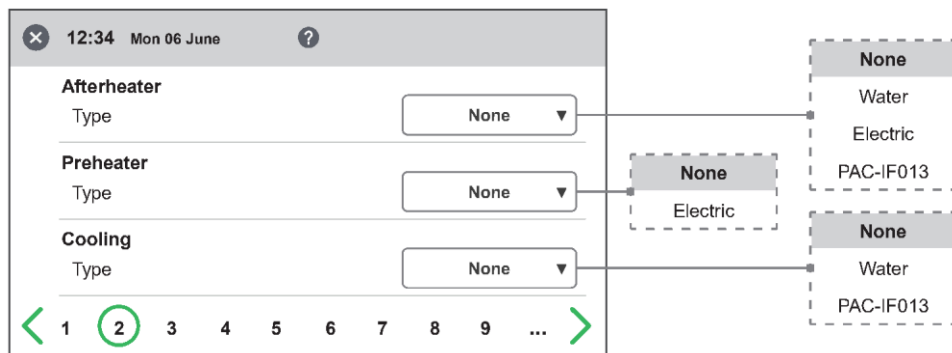 12:34 Mon 06 June ?
Afterheater
Type None ▼
Preheater
Type None ▼
Cooling
Type None ▼
1 2 3 4 5 6 7 8 9 ...
None
Water
Electric
PAC-IF013
None
Electric
None
Water
PAC-IF013